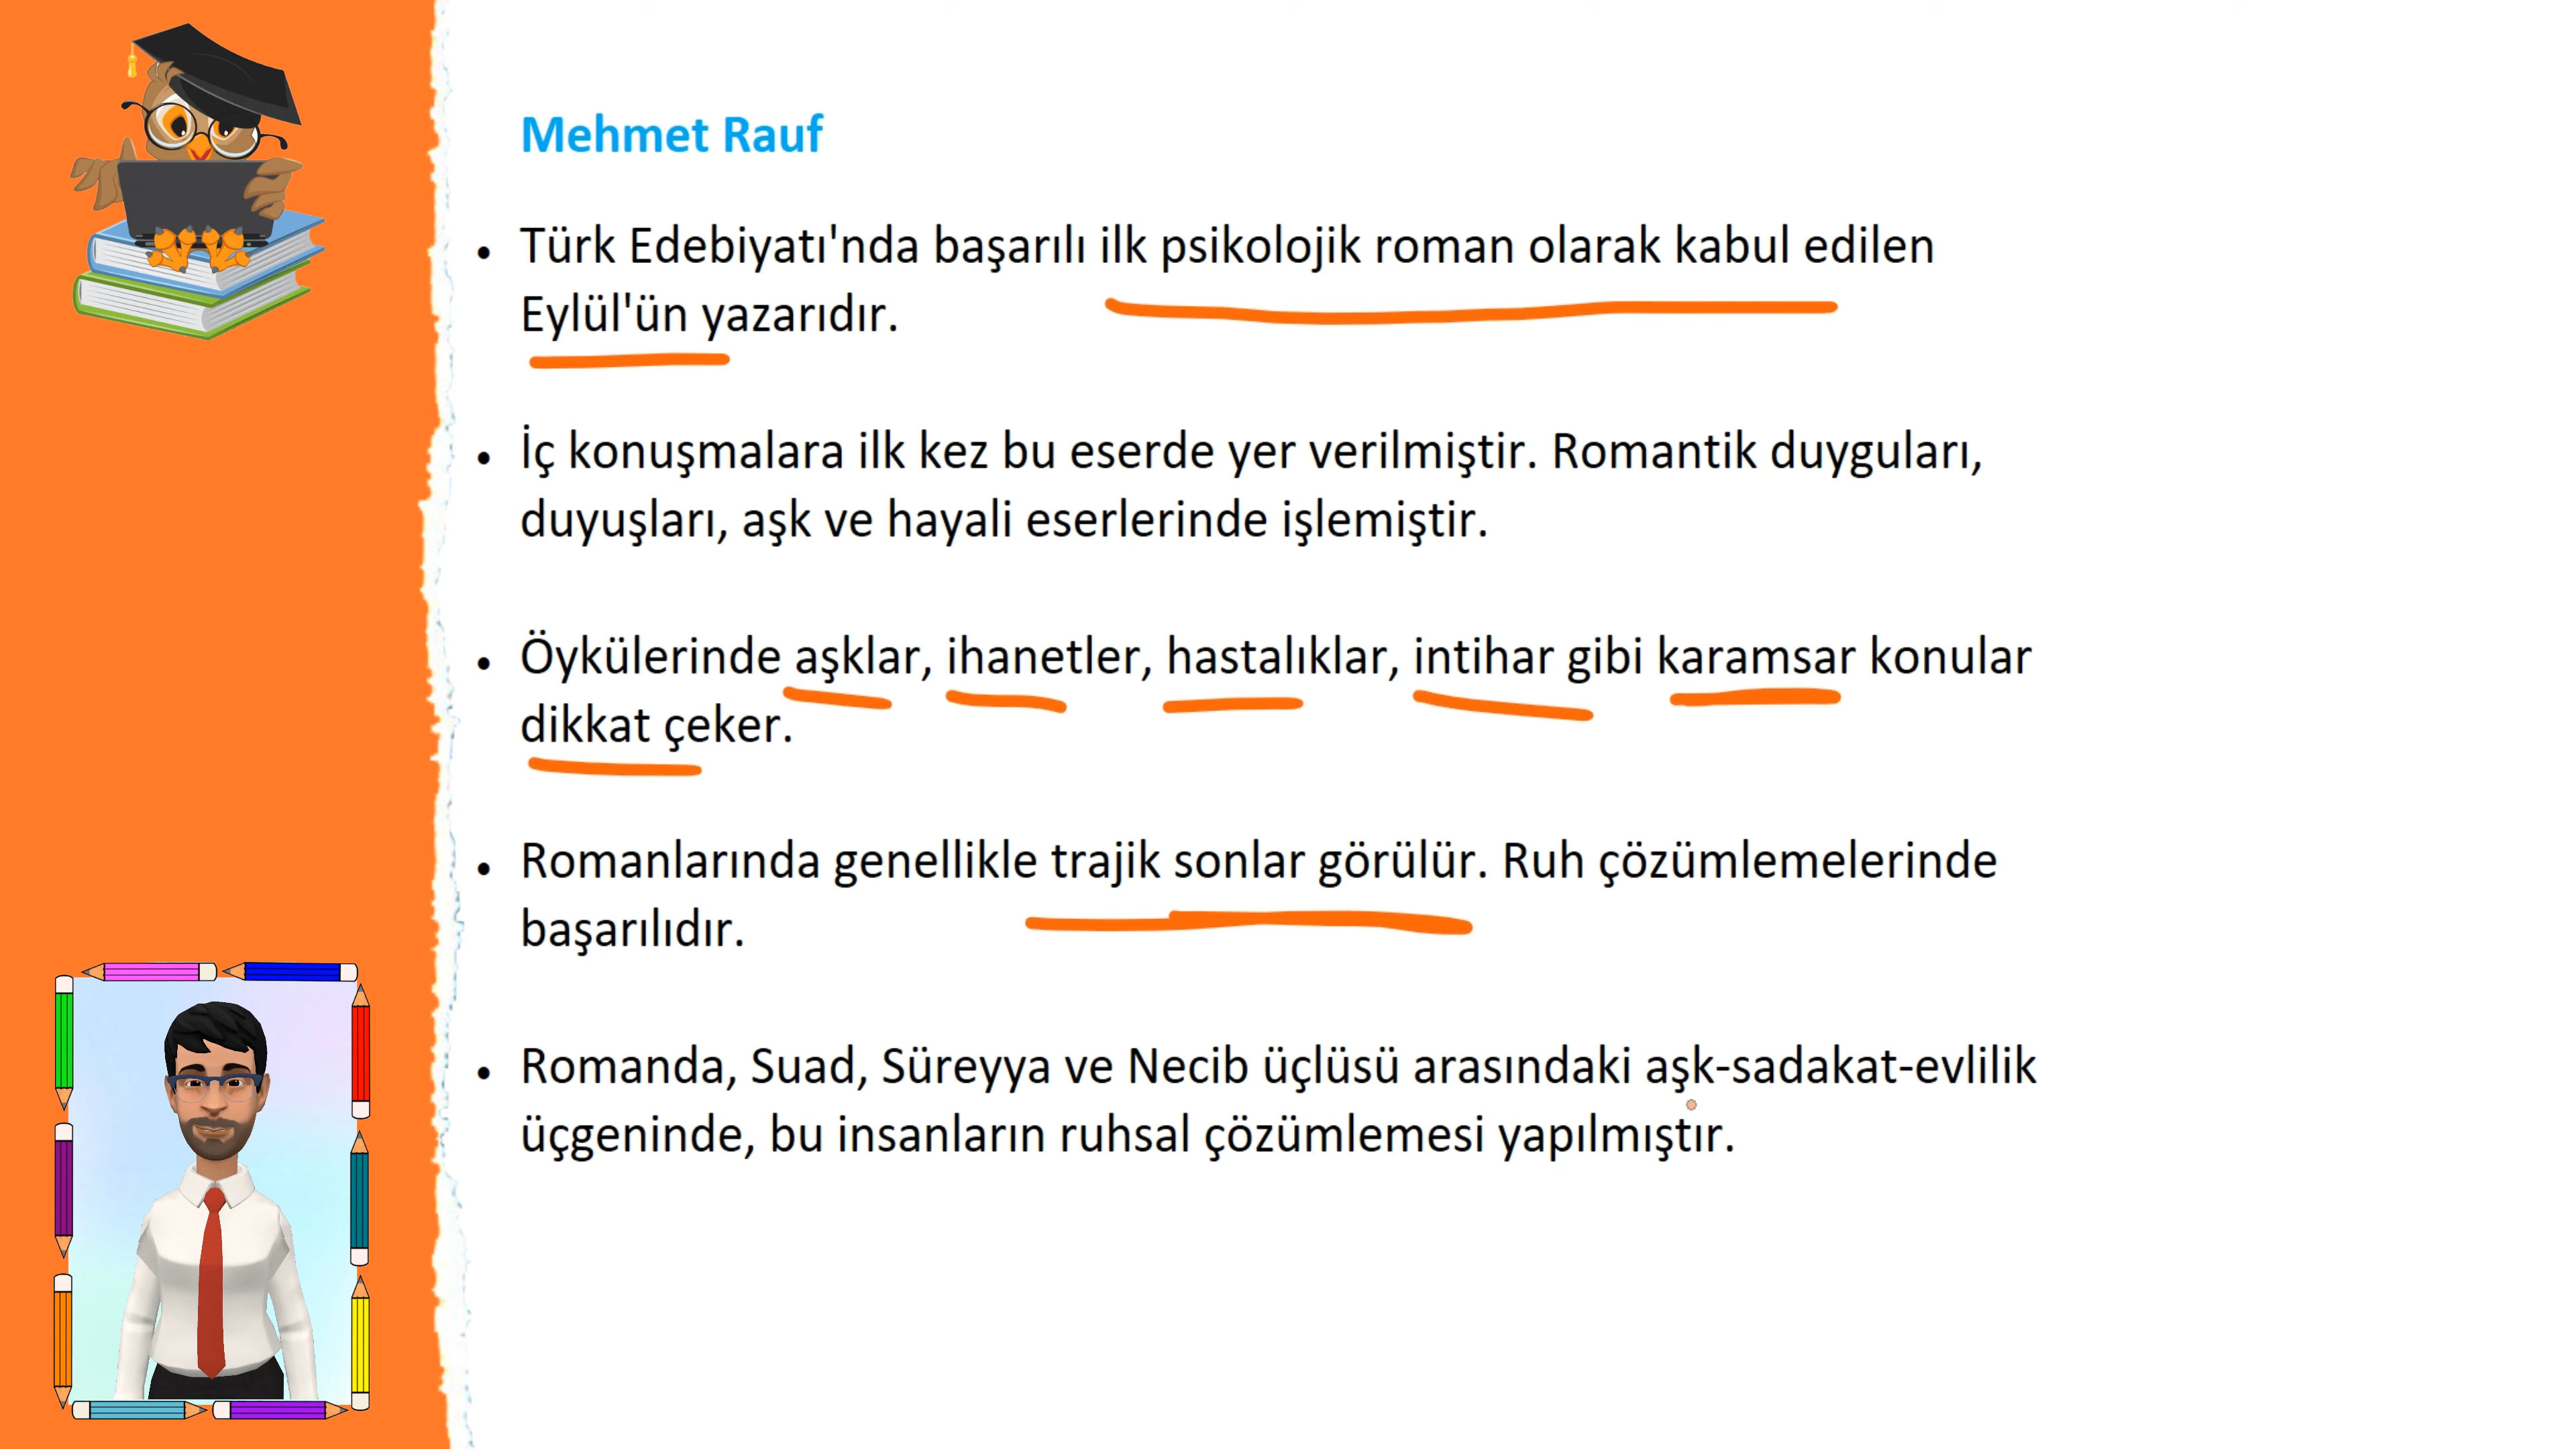 Mehmet Rauf
• Türk Edebiyatı'nda başarılı ilk psikolojik roman olarak kabul edilen
Eylül'ün yazarıdır.
• İç konuşmalara ilk kez bu eserde yer verilmiştir. Romantik duyguları,
duyuşları, aşk ve hayali eserlerinde işlemiştir.
• Öykülerinde aşklar, ihanetler, hastalıklar, intihar gibi karamsar konular
dikkat çeker.
• Romanlarında genellikle trajik sonlar görülür. Ruh çözümlemelerinde
başarılıdır.
• Romanda, Suad, Süreyya ve Necib üçlüsü arasındaki aşk-sadakat-evlilik
üçgeninde, bu insanların ruhsal çözümlemesi yapılmıştır.